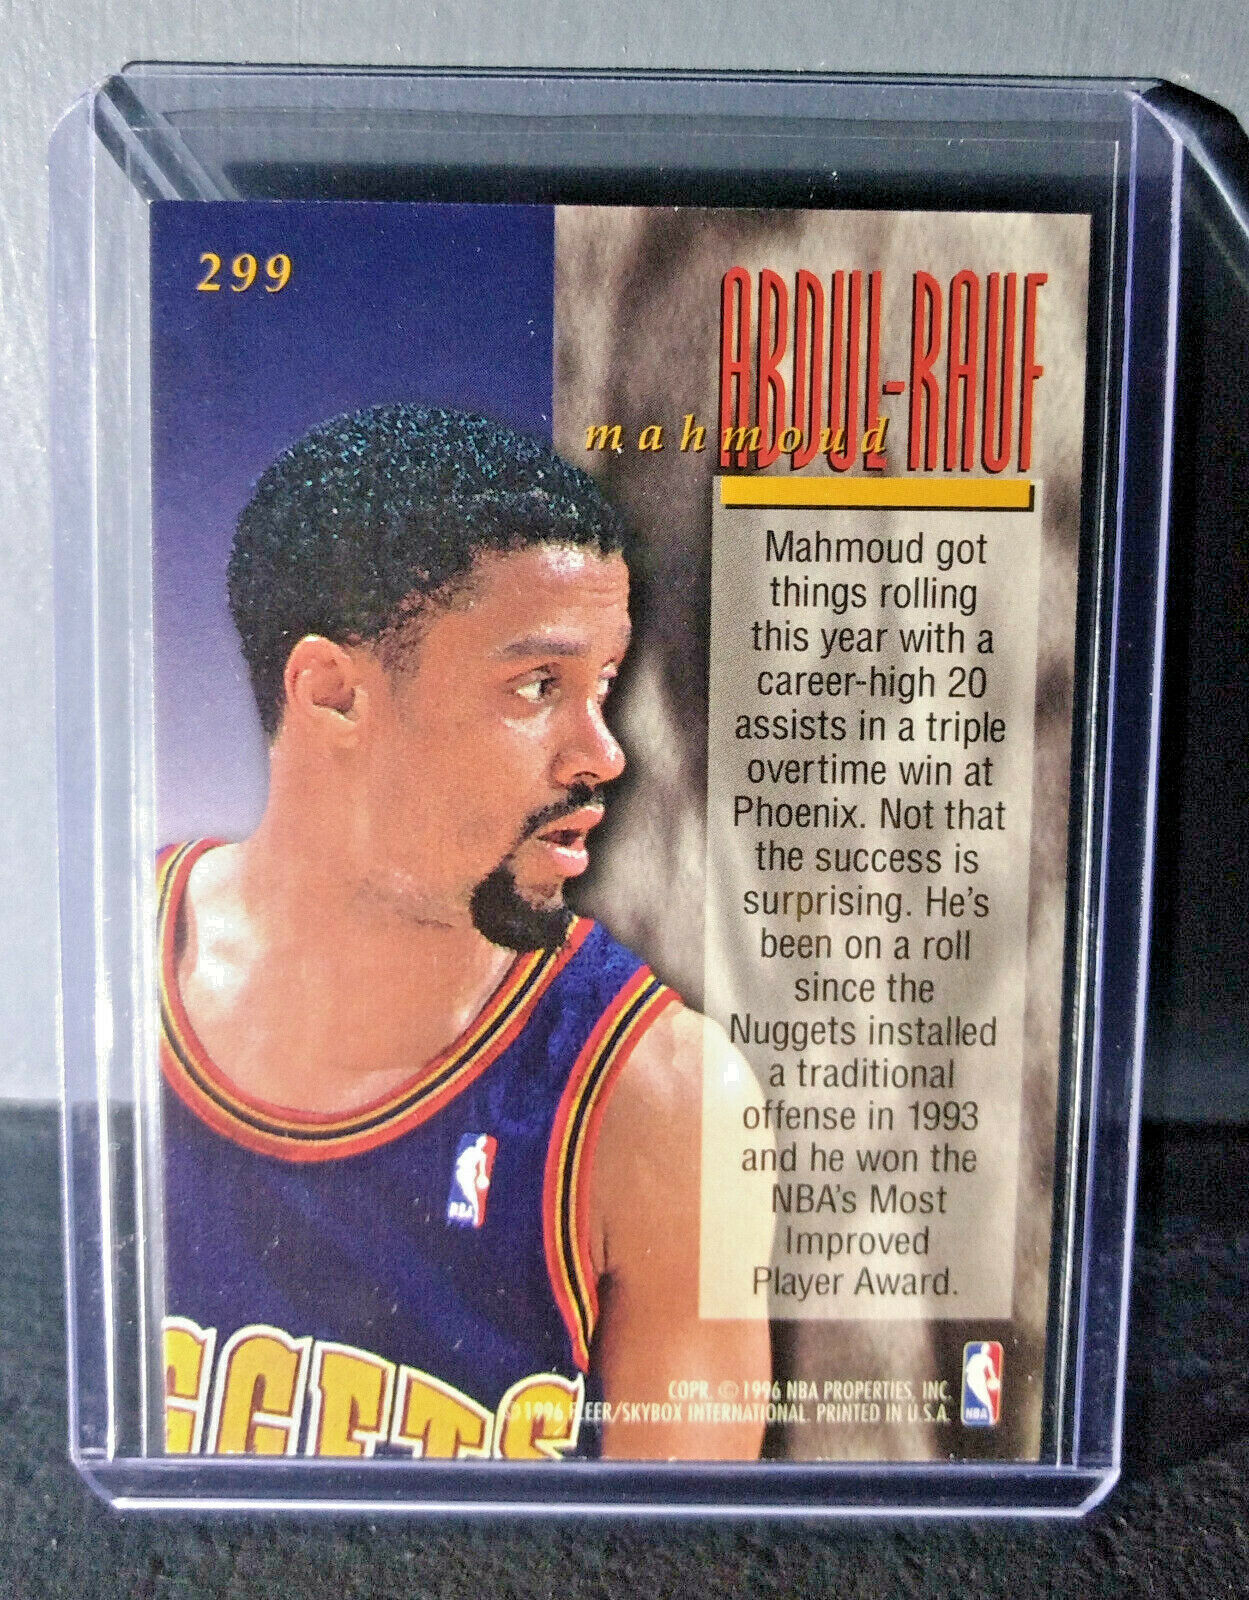 299
ABDUL-RAUF
mahmoud
Mahmoud got
things rolling
this year with a
career-high 20
assists in a triple
overtime win at
Phoenix. Not that
the success is
surprising. He's
been on a roll
since the
Nuggets installed
a traditional
offense in 1993
and he won the
NBA's Most
Improved
Player Award.
NBA
GGETS
COPR. © 1996 NBA PROPERTIES, INC.
© 1996 FLEER/SKYBOX INTERNATIONAL. PRINTED IN U.S.A.
NBA